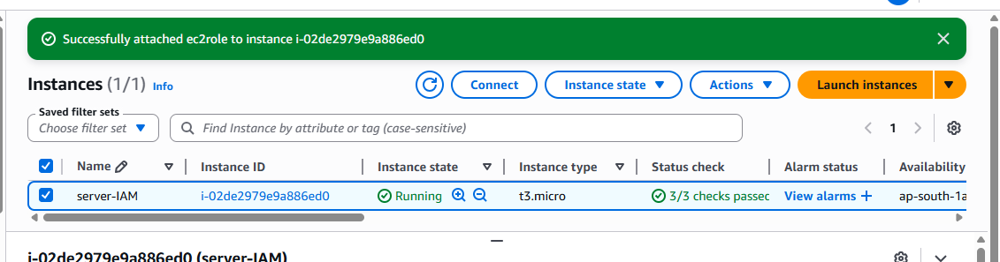 Successfully attached ec2role to instance i-02de2979e9a886ed0
Instances (1/1) Info
Connect
Instance state
Actions
Launch instances
Saved filter sets
Choose filter set
Find Instance by attribute or tag (case-sensitive)
1
Name
Instance ID
Instance state
Instance type
Status check
Alarm status
Availability
server-IAM
i-02de2979e9a886ed0
Running
t3.micro
3/3 checks passec
View alarms +
ap-south-1a
i-02de2979e9a886ed0 (server-IAM)